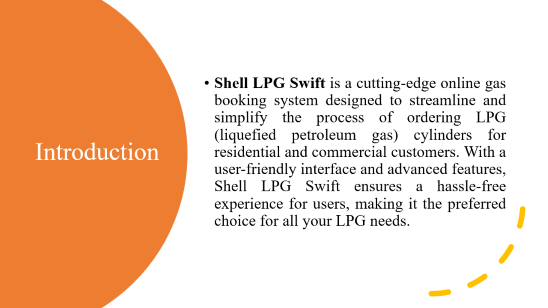 Introduction
• Shell LPG Swift is a cutting-edge online gas
booking system designed to streamline and
simplify the process of ordering LPG
(liquefied petroleum gas) cylinders for
residential and commercial customers. With a
user-friendly interface and advanced features,
Shell LPG Swift ensures a hassle-free
experience for users, making it the preferred
choice for all your LPG needs.